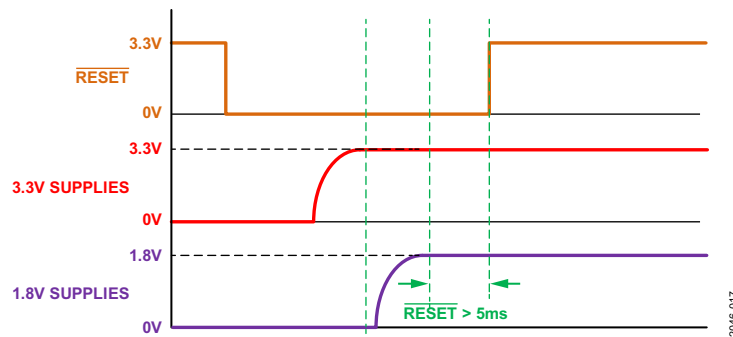 3.3V
RESET
0V
3.3V
3.3V SUPPLIES
0V
1.8V
1.8V SUPPLIES
RESET > 5ms
0V